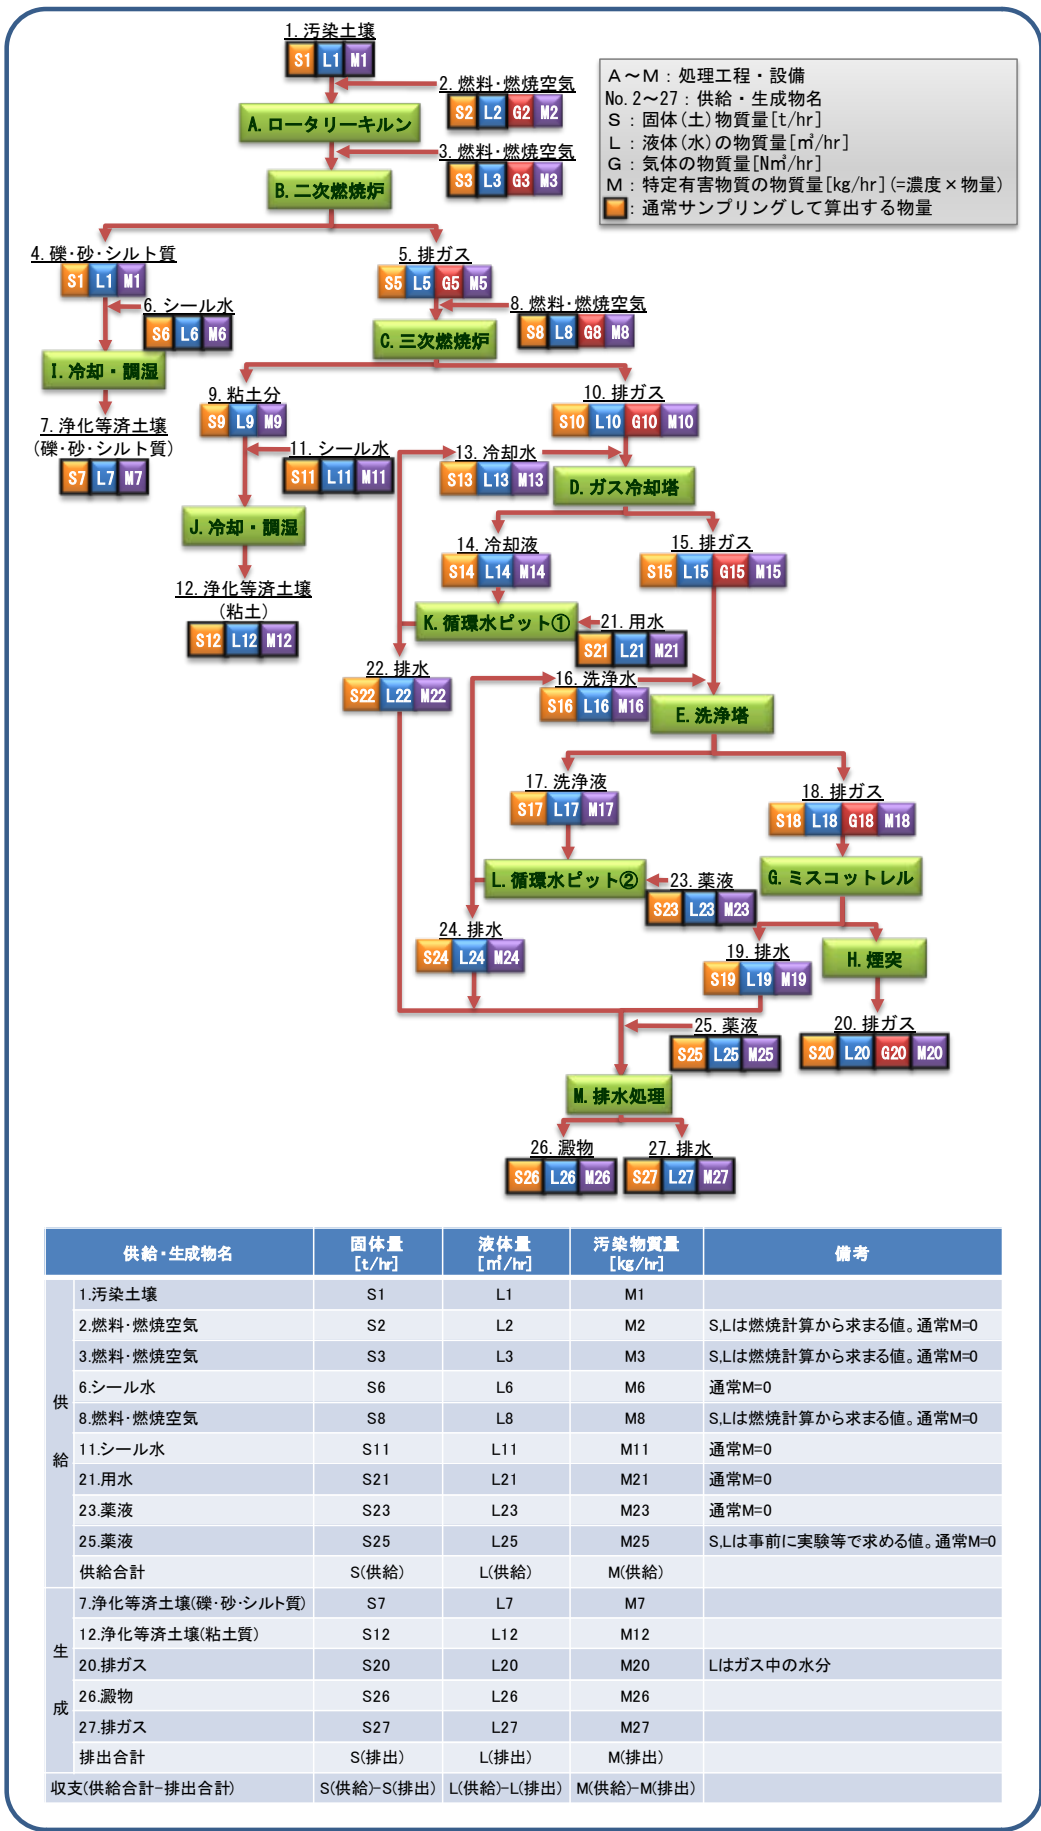 1. 汚染土壌
S1 L1 M1
2. 燃料・燃焼空気
S2 L2 G2 M2
A. ロータリーキルン
3. 燃料・燃焼空気
S3 L3 G3 M3
B. 二次燃焼炉
A～M：処理工程・設備
No.2～27：供給・生成物名
S：固体(土)物質量[t/hr]
L：液体(水)の物質量[㎥/hr]
G：気体の物質量[N㎥/hr]
M：特定有害物質の物質量[kg/hr](=濃度×物量)
：通常サンプリングして算出する物量
4. 礫・砂・シルト質
S1 L1 M1
5. 排ガス
S5 L5 G5 M5
6. シール水
S6 L6 M6
8. 燃料・燃焼空気
S8 L8 G8 M8
C. 三次燃焼炉
I. 冷却・調湿
9. 粘土分
S9 L9 M9
10. 排ガス
S10 L10 G10 M10
7. 浄化等済土壌
(礫・砂・シルト質)
S7 L7 M7
11. シール水
S11 L11 M11
13. 冷却水
S13 L13 M13
D. ガス冷却塔
J. 冷却・調湿
14. 冷却液
S14 L14 M14
15. 排ガス
S15 L15 G15 M15
12. 浄化等済土壌
(粘土)
S12 L12 M12
K. 循環水ピット①
21. 用水
S21 L21 M21
22. 排水
S22 L22 M22
16. 洗浄水
S16 L16 M16
E. 洗浄塔
17. 洗浄液
S17 L17 M17
18. 排ガス
S18 L18 G18 M18
L. 循環水ピット②
23. 薬液
S23 L23 M23
G. ミスコットレル
24. 排水
S24 L24 M24
19. 排水
S19 L19 M19
H. 煙突
25. 薬液
S25 L25 M25
20. 排ガス
S20 L20 G20 M20
M. 排水処理
26. 澱物
S26 L26 M26
27. 排水
S27 L27 M27
供給・生成物名 固体量[t/hr] 液体量[㎥/hr] 汚染物質量[kg/hr] 備考
供給
1.汚染土壌 S1 L1 M1
2.燃料・燃焼空気 S2 L2 M2 S,Lは燃焼計算から求まる値。通常M=0
3.燃料・燃焼空気 S3 L3 M3 S,Lは燃焼計算から求まる値。通常M=0
6.シール水 S6 L6 M6 通常M=0
8.燃料・燃焼空気 S8 L8 M8 S,Lは燃焼計算から求まる値。通常M=0
11.シール水 S11 L11 M11 通常M=0
21.用水 S21 L21 M21 通常M=0
23.薬液 S23 L23 M23 通常M=0
25.薬液 S25 L25 M25 S,Lは事前に実験等で求める値。通常M=0
供給合計 S(供給) L(供給) M(供給)
生成
7.浄化等済土壌(礫・砂・シルト質) S7 L7 M7
12.浄化等済土壌(粘土質) S12 L12 M12
20.排ガス S20 L20 M20 Lはガス中の水分
26.澱物 S26 L26 M26
27.排ガス S27 L27 M27
排出合計 S(排出) L(排出) M(排出)
収支(供給合計-排出合計) S(供給)-S(排出) L(供給)-L(排出) M(供給)-M(排出)